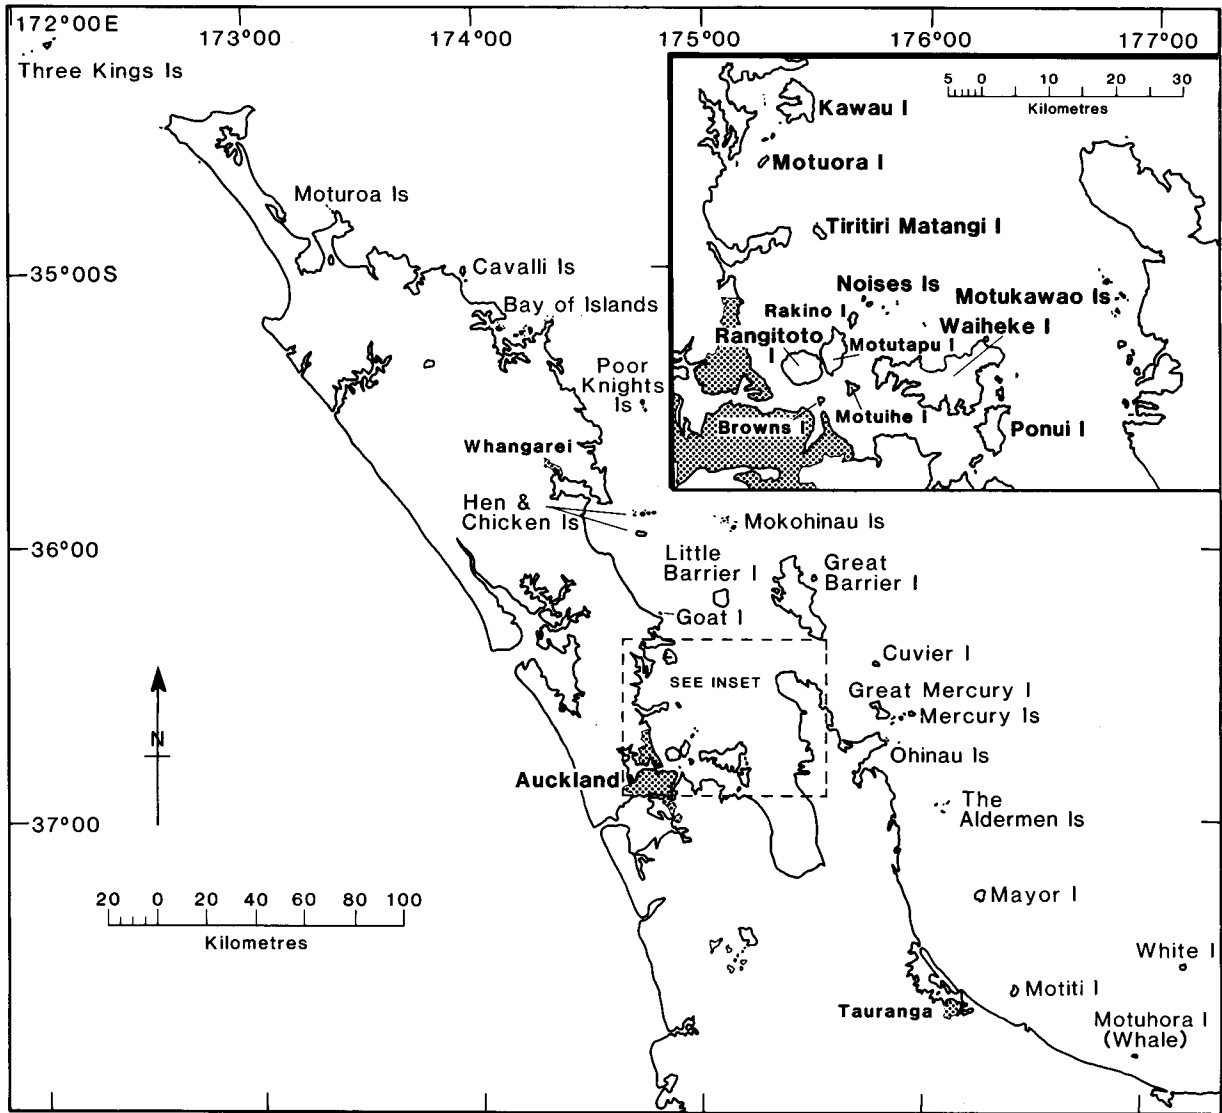 172°00E
173°00
174°00
175°00
176°00
177°00
Three Kings Is
5 0 10 20 30
Kilometres
Kawau I
Motuora I
Moturoa Is
Tiritiri Matangi I
-35°00S
Cavalli Is
Noises Is
Motukawao Is
Bay of Islands
Rakino I
Waiheke I
Rangitoto
I
Motutapu I
Poor
Knights
Is
Browns I
Motuihe I
Ponui I
Whangarei
Hen &
Chicken Is
Mokohinau Is
-36°00
Little
Barrier I
Great
Barrier I
Goat I
Cuvier I
SEE INSET
Great Mercury I
Mercury Is
N
Ohinau Is
Auckland
The
Aldermen Is
-37°00
20 0 20 40 60 80 100
Kilometres
Mayor I
White I
Motiti I
Tauranga
Motuhora I
(Whale)